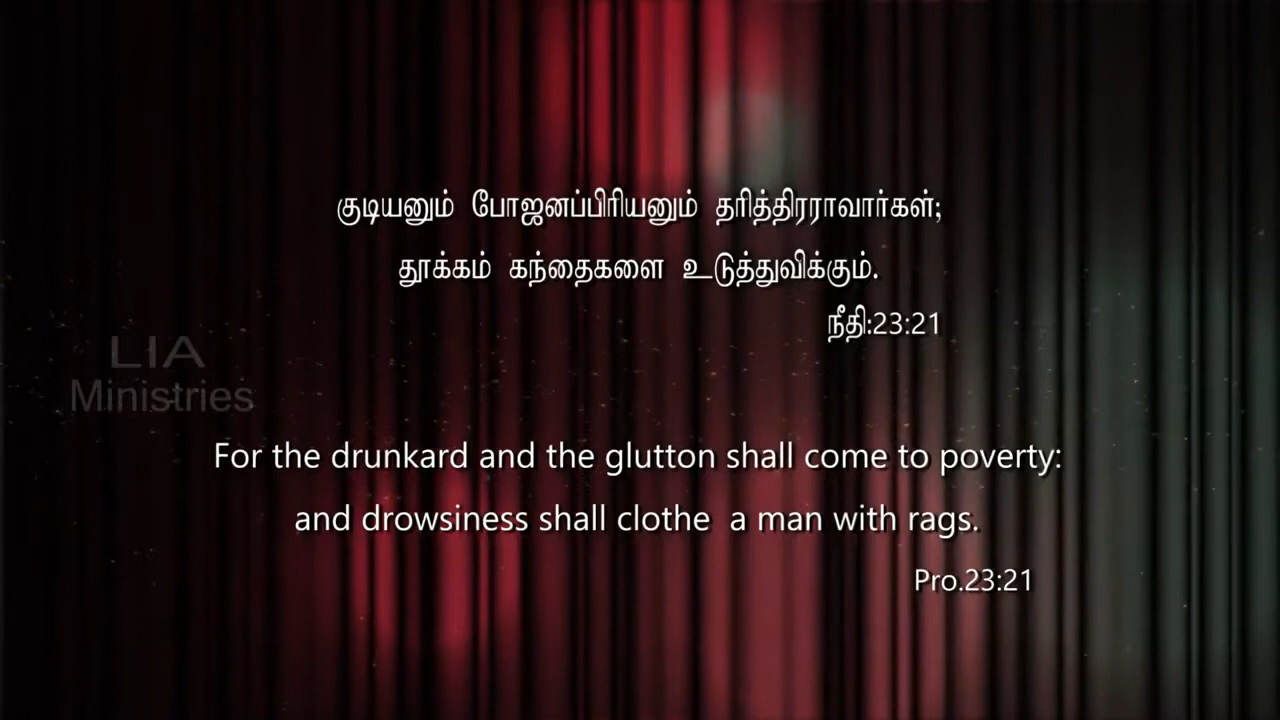 குடியனும் போஜனப்பிரியனும் தரித்திரராவார்கள்;
தூக்கம் கந்தைகளை உடுத்துவிக்கும்.
நீதி:23:21
LIA
Ministries
For the drunkard and the glutton shall come to poverty:
and drowsiness shall clothe a man with rags.
Pro.23:21